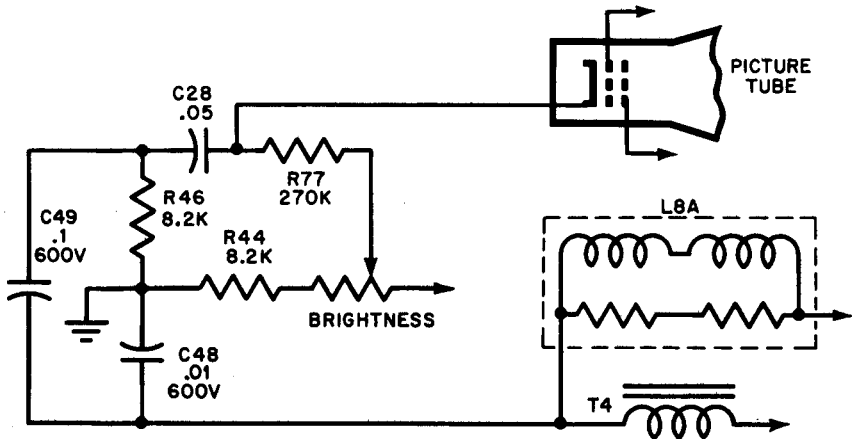 PICTURE
TUBE
C28
.05
R77
270K
R46
8.2K
L8A
C49
.1
600V
R44
8.2K
BRIGHTNESS
C48
.01
600V
T4